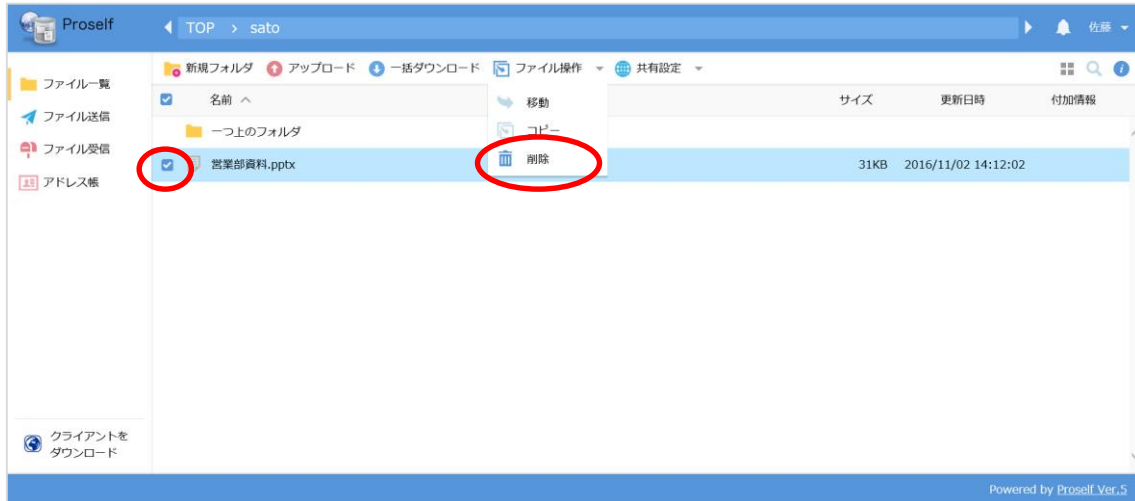 Proself
TOP > sato
佐藤
新規フォルダ アップロード 一括ダウンロード ファイル操作 共有設定
ファイル一覧
ファイル送信
ファイル受信
アドレス帳
名前 サイズ 更新日時 付加情報
移動
コピー
削除
一つ上のフォルダ
営業部資料.pptx 31KB 2016/11/02 14:12:02
クライアントを
ダウンロード
Powered by Proself Ver.5